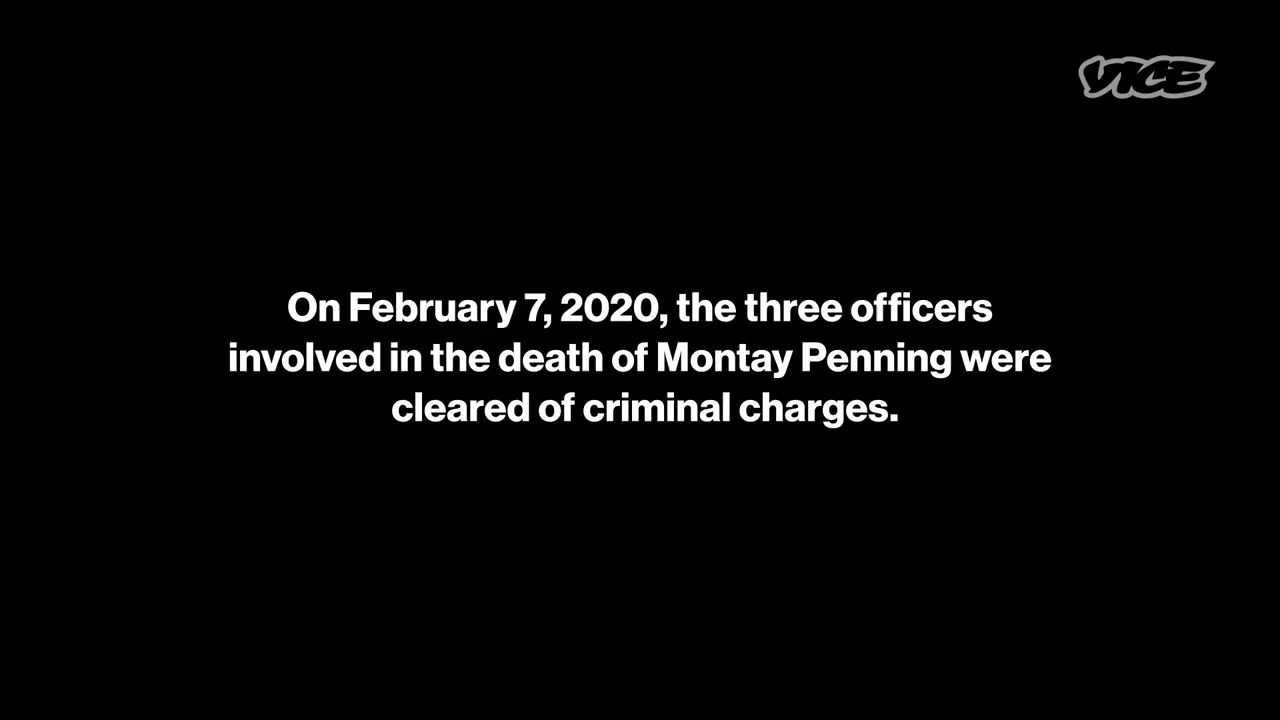 VICE
On February 7, 2020, the three officers
involved in the death of Montay Penning were
cleared of criminal charges.